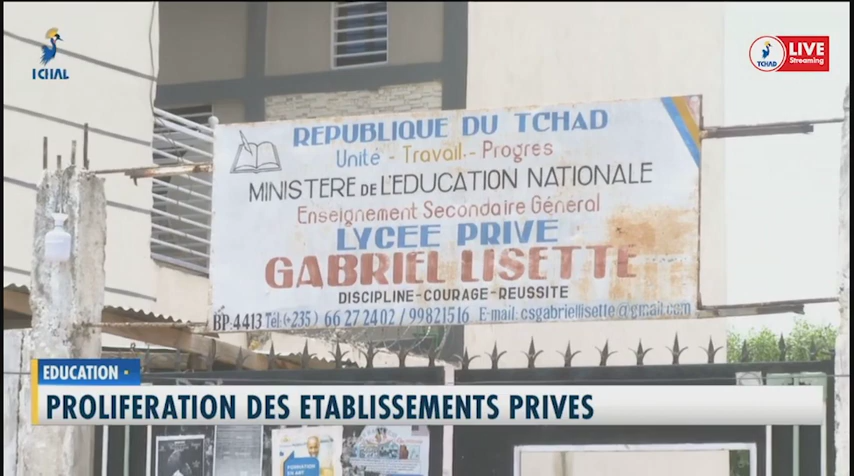 TCHAD
LIVE
Streaming
TCHAD
REPUBLIQUE DU TCHAD
Unité - Travail - Progres
MINISTERE DE L'EDUCATION NATIONALE
Enseignement Secondaire Général
LYCEE PRIVE
GABRIEL LISETTE
DISCIPLINE-COURAGE-REUSSITE
BP:4413 Tél:(+235) 66 27 24 02 / 99821516 E-mail: csgabriellisette@gmail.com
EDUCATION
PROLIFERATION DES ETABLISSEMENTS PRIVES
FORMATION